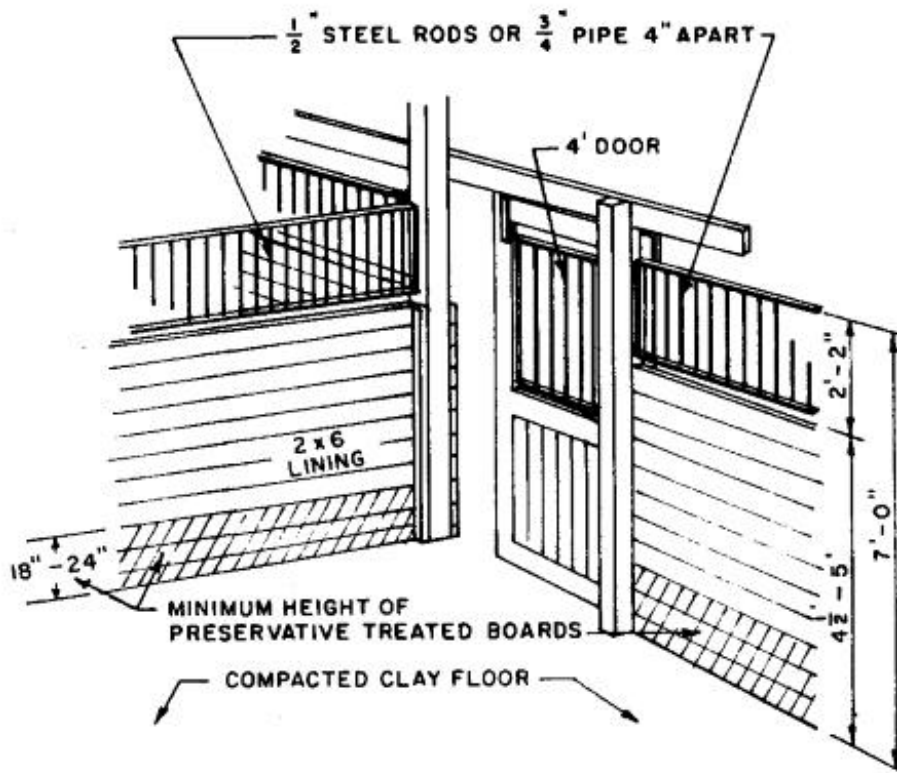 1/2" STEEL RODS OR 3/4" PIPE 4" APART
4' DOOR
2'-2"
2 x 6
LINING
7'-0"
18"-24"
4 1/2'-5'
MINIMUM HEIGHT OF
PRESERVATIVE TREATED BOARDS
COMPACTED CLAY FLOOR